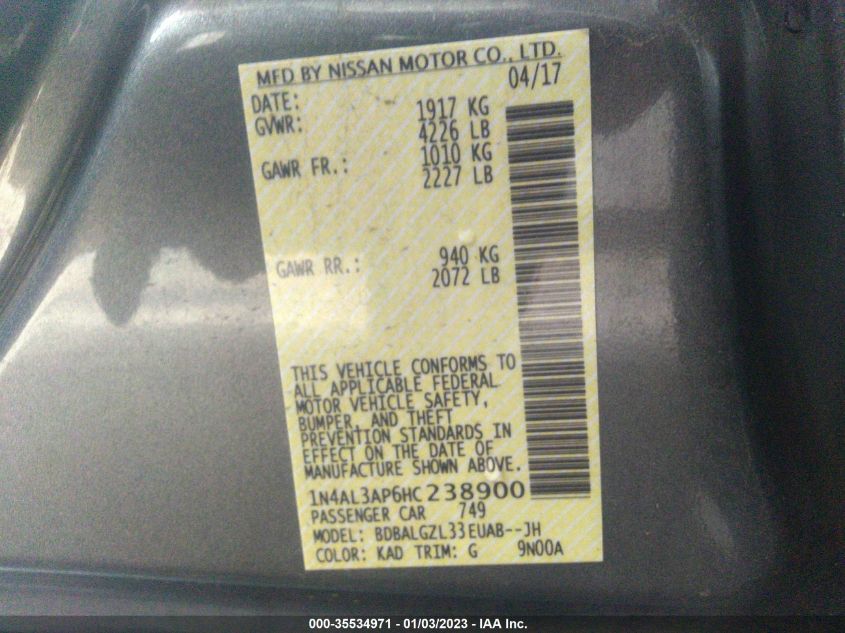 MFD BY NISSAN MOTOR CO., LTD.
DATE: 04/17
GVWR: 1917 KG
4226 LB
GAWR FR.: 1010 KG
2227 LB
GAWR RR.: 940 KG
2072 LB
THIS VEHICLE CONFORMS TO
ALL APPLICABLE FEDERAL
MOTOR VEHICLE SAFETY,
BUMPER, AND THEFT
PREVENTION STANDARDS IN
EFFECT ON THE DATE OF
MANUFACTURE SHOWN ABOVE.
1N4AL3AP6HC238900
PASSENGER CAR 749
MODEL: BDBALGZL33EUAB--JH
COLOR: KAD TRIM: G 9N00A
000-35534971 - 01/03/2023 - IAA Inc.